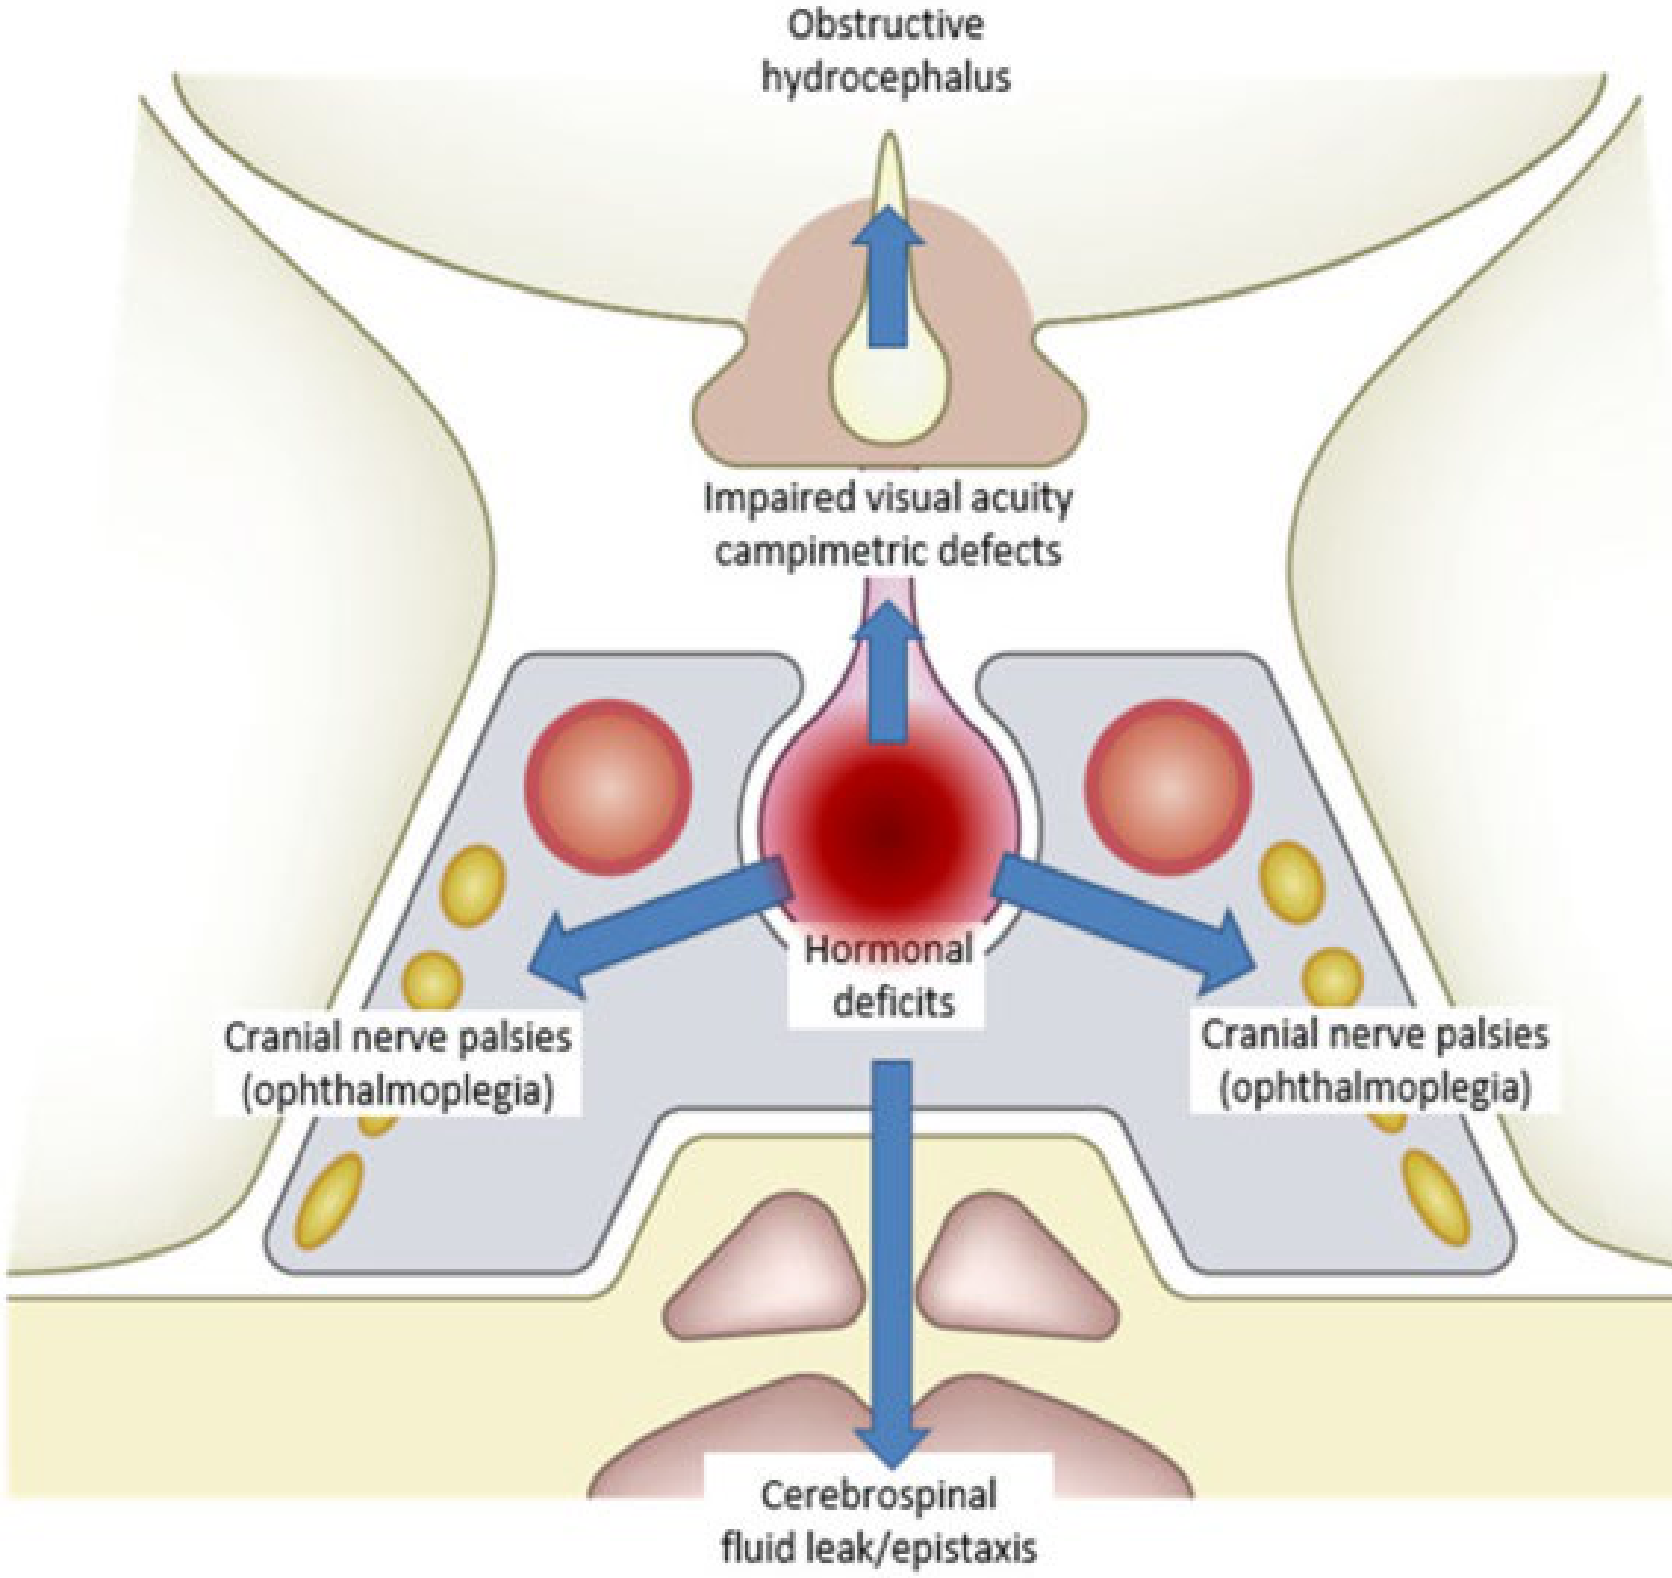 Obstructive
hydrocephalus
Impaired visual acuity
campimetric defects
Hormonal
deficits
Cranial nerve palsies
(ophthalmoplegia)
Cranial nerve palsies
(ophthalmoplegia)
Cerebrospinal
fluid leak/epistaxis